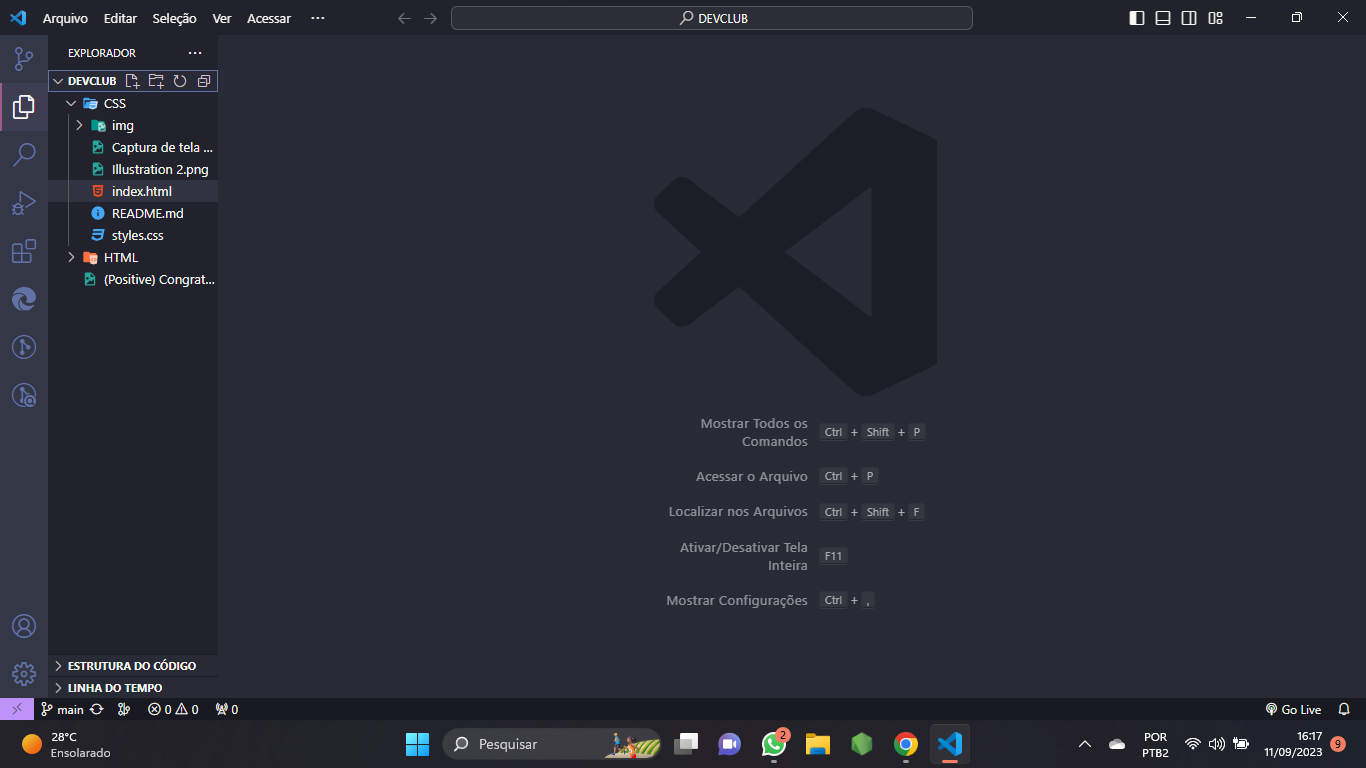 Arquivo Editar Seleção Ver Acessar ··· DEVCLUB
EXPLORADOR ···
DEVCLUB
CSS
img
Captura de tela ...
Illustration 2.png
index.html
README.md
styles.css
HTML
(Positive) Congrat...
Mostrar Todos os
Comandos
Ctrl + Shift + P
Acessar o Arquivo Ctrl + P
Localizar nos Arquivos Ctrl + Shift + F
Ativar/Desativar Tela
Inteira
F11
Mostrar Configurações Ctrl + ,
ESTRUTURA DO CÓDIGO
LINHA DO TEMPO
main 0 0 0 Go Live
28°C
Ensolarado
Pesquisar
2
POR
PTB2
16:17
11/09/2023
9